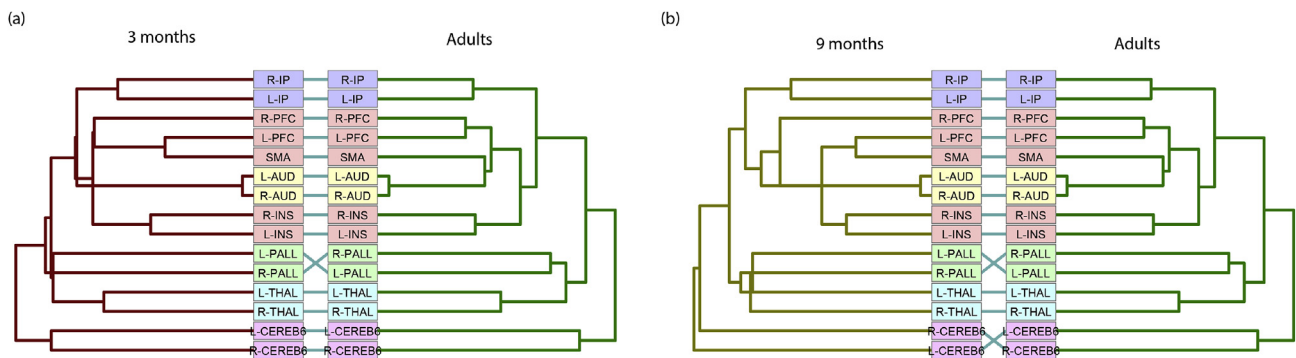 (a)
3 months
Adults
R-IP R-IP
L-IP L-IP
R-PFC R-PFC
L-PFC L-PFC
SMA SMA
L-AUD L-AUD
R-AUD R-AUD
R-INS R-INS
L-INS L-INS
L-PALL R-PALL
R-PALL L-PALL
L-THAL L-THAL
R-THAL R-THAL
L-CEREB6 L-CEREB6
R-CEREB6 R-CEREB6
(b)
9 months
Adults
R-IP R-IP
L-IP L-IP
R-PFC R-PFC
L-PFC L-PFC
SMA SMA
L-AUD L-AUD
R-AUD R-AUD
R-INS R-INS
L-INS L-INS
L-PALL R-PALL
R-PALL L-PALL
L-THAL L-THAL
R-THAL R-THAL
R-CEREB6 L-CEREB6
L-CEREB6 R-CEREB6